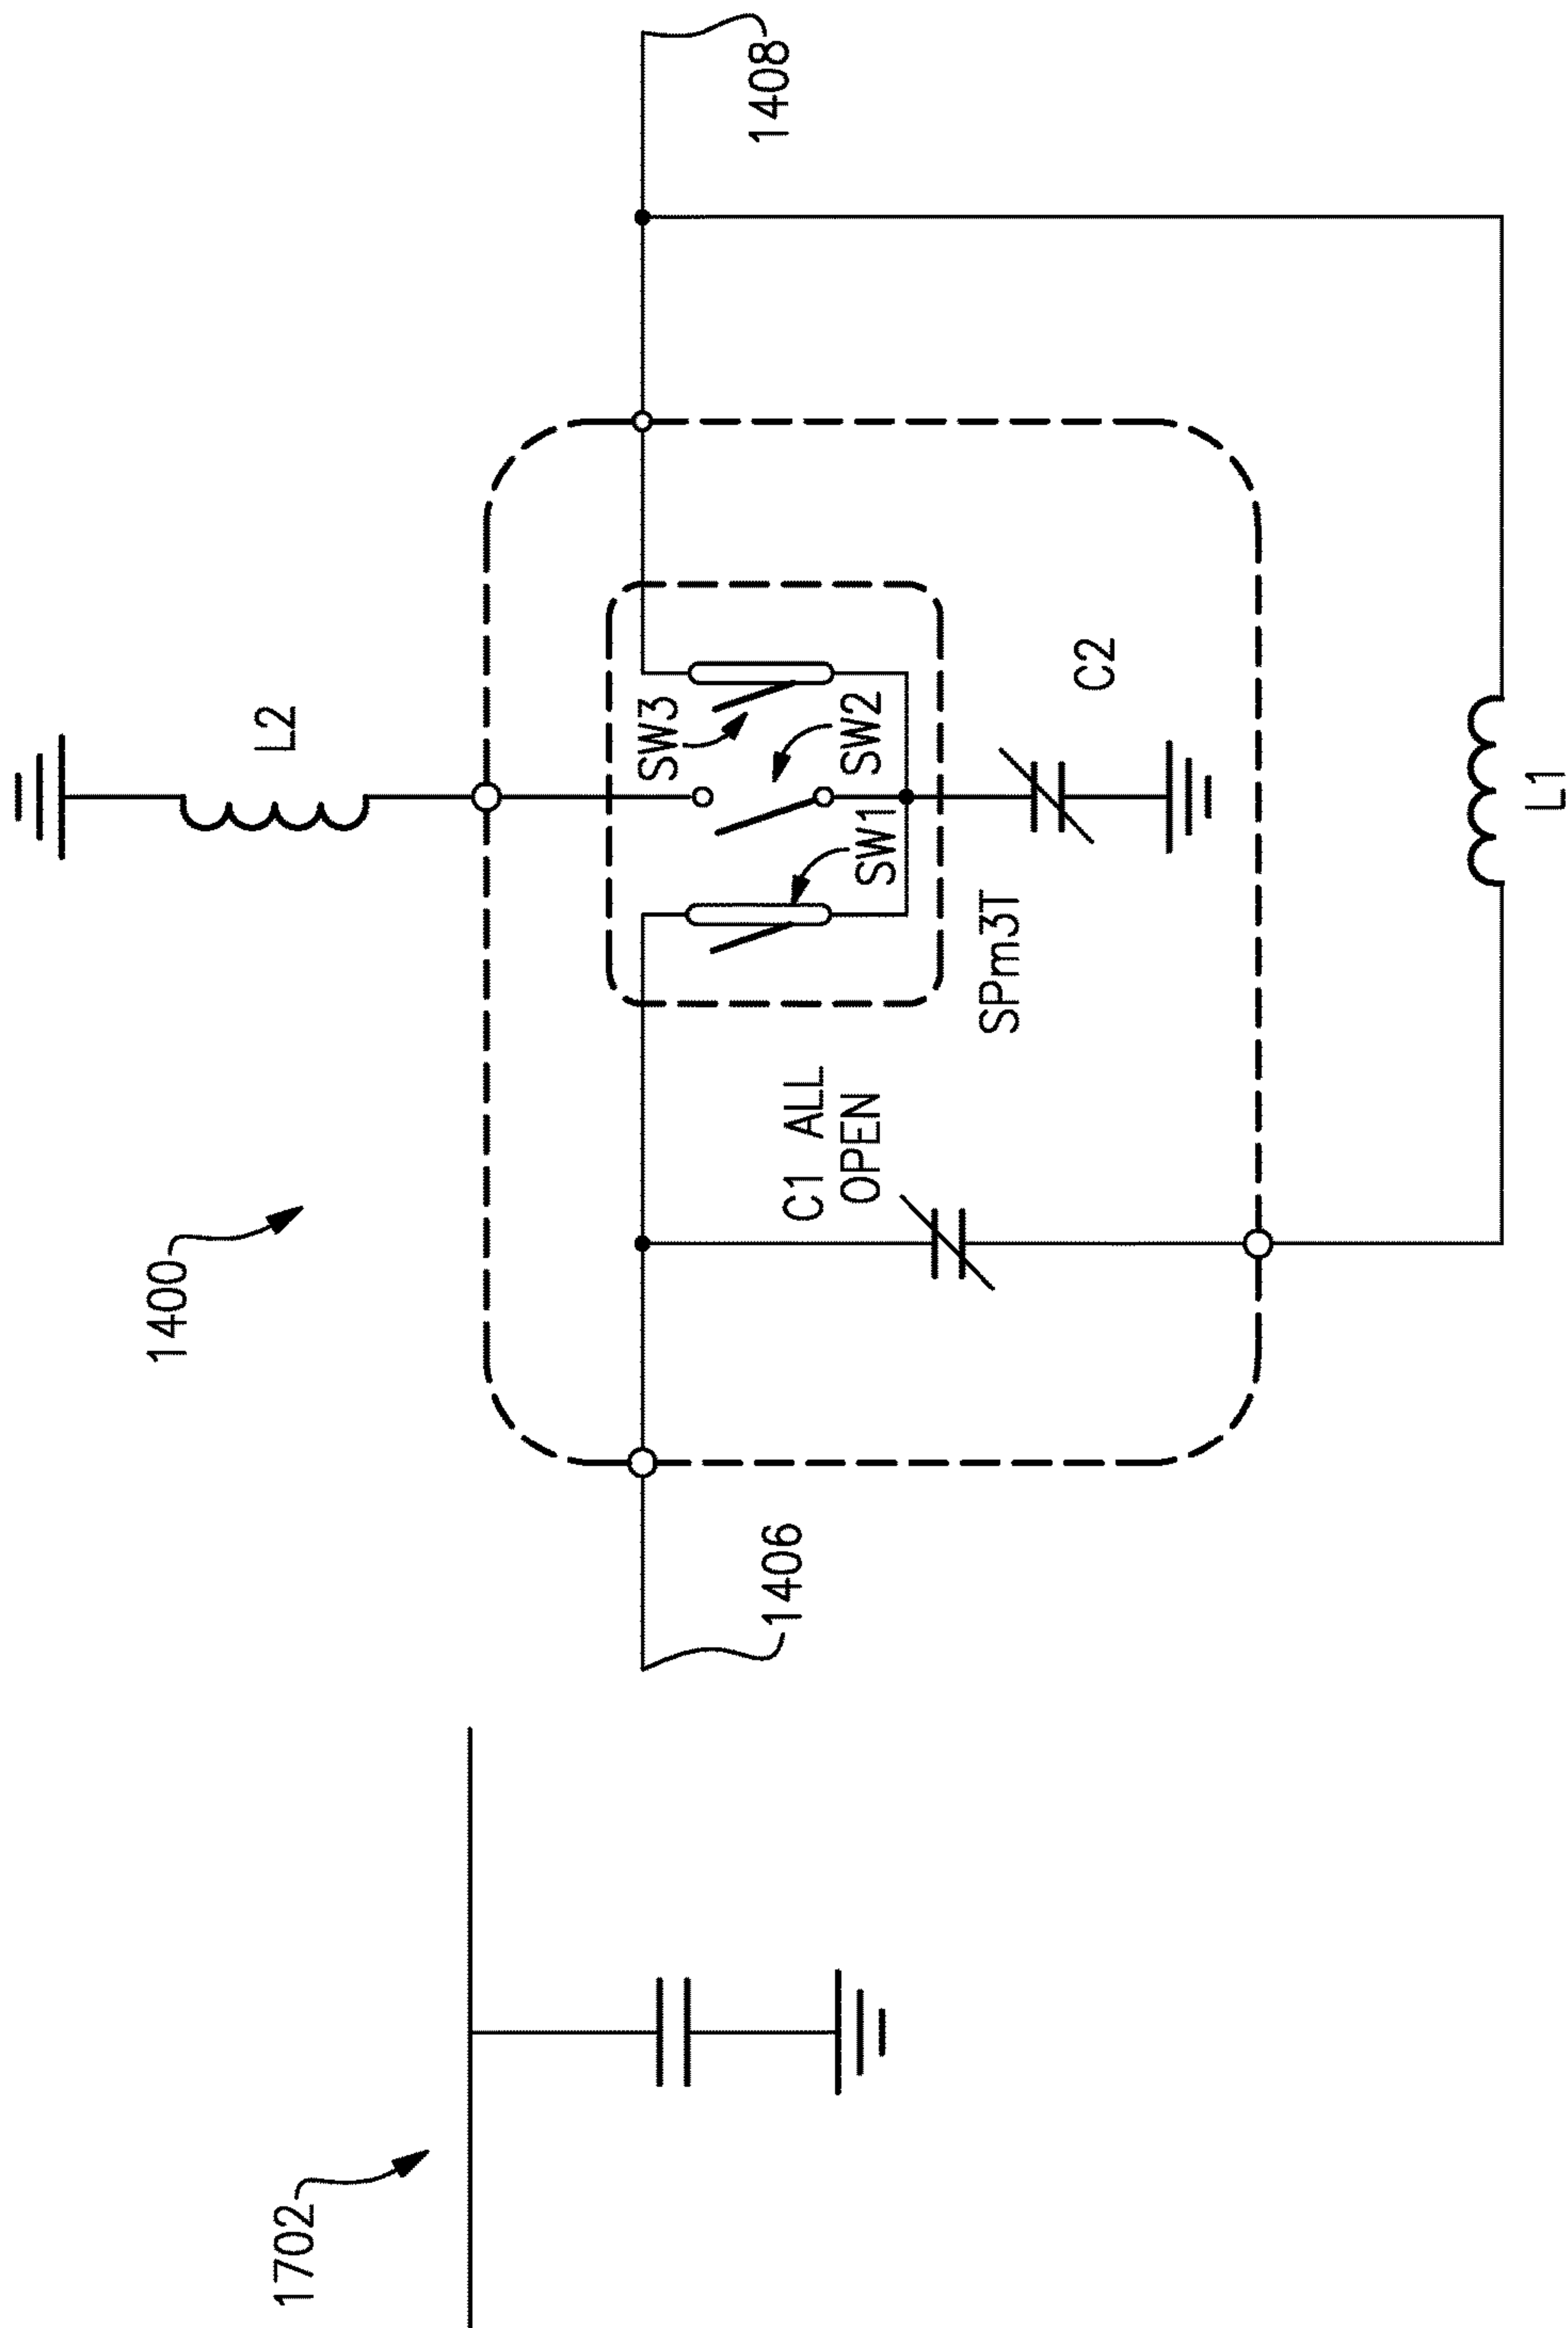 1702
1400
1406
1408
L2
SW3
SW2
SW1
C1 ALL
OPEN
SPm3T
C2
L1